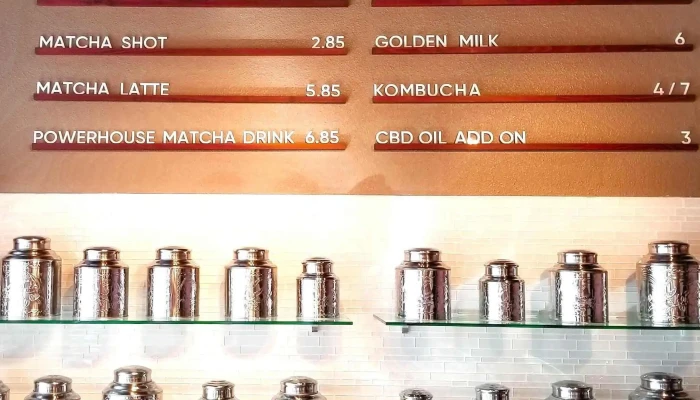 MATCHA SHOT 2.85
MATCHA LATTE 5.85
POWERHOUSE MATCHA DRINK 6.85
GOLDEN MILK 6
KOMBUCHA 4/7
CBD OIL ADD ON 3